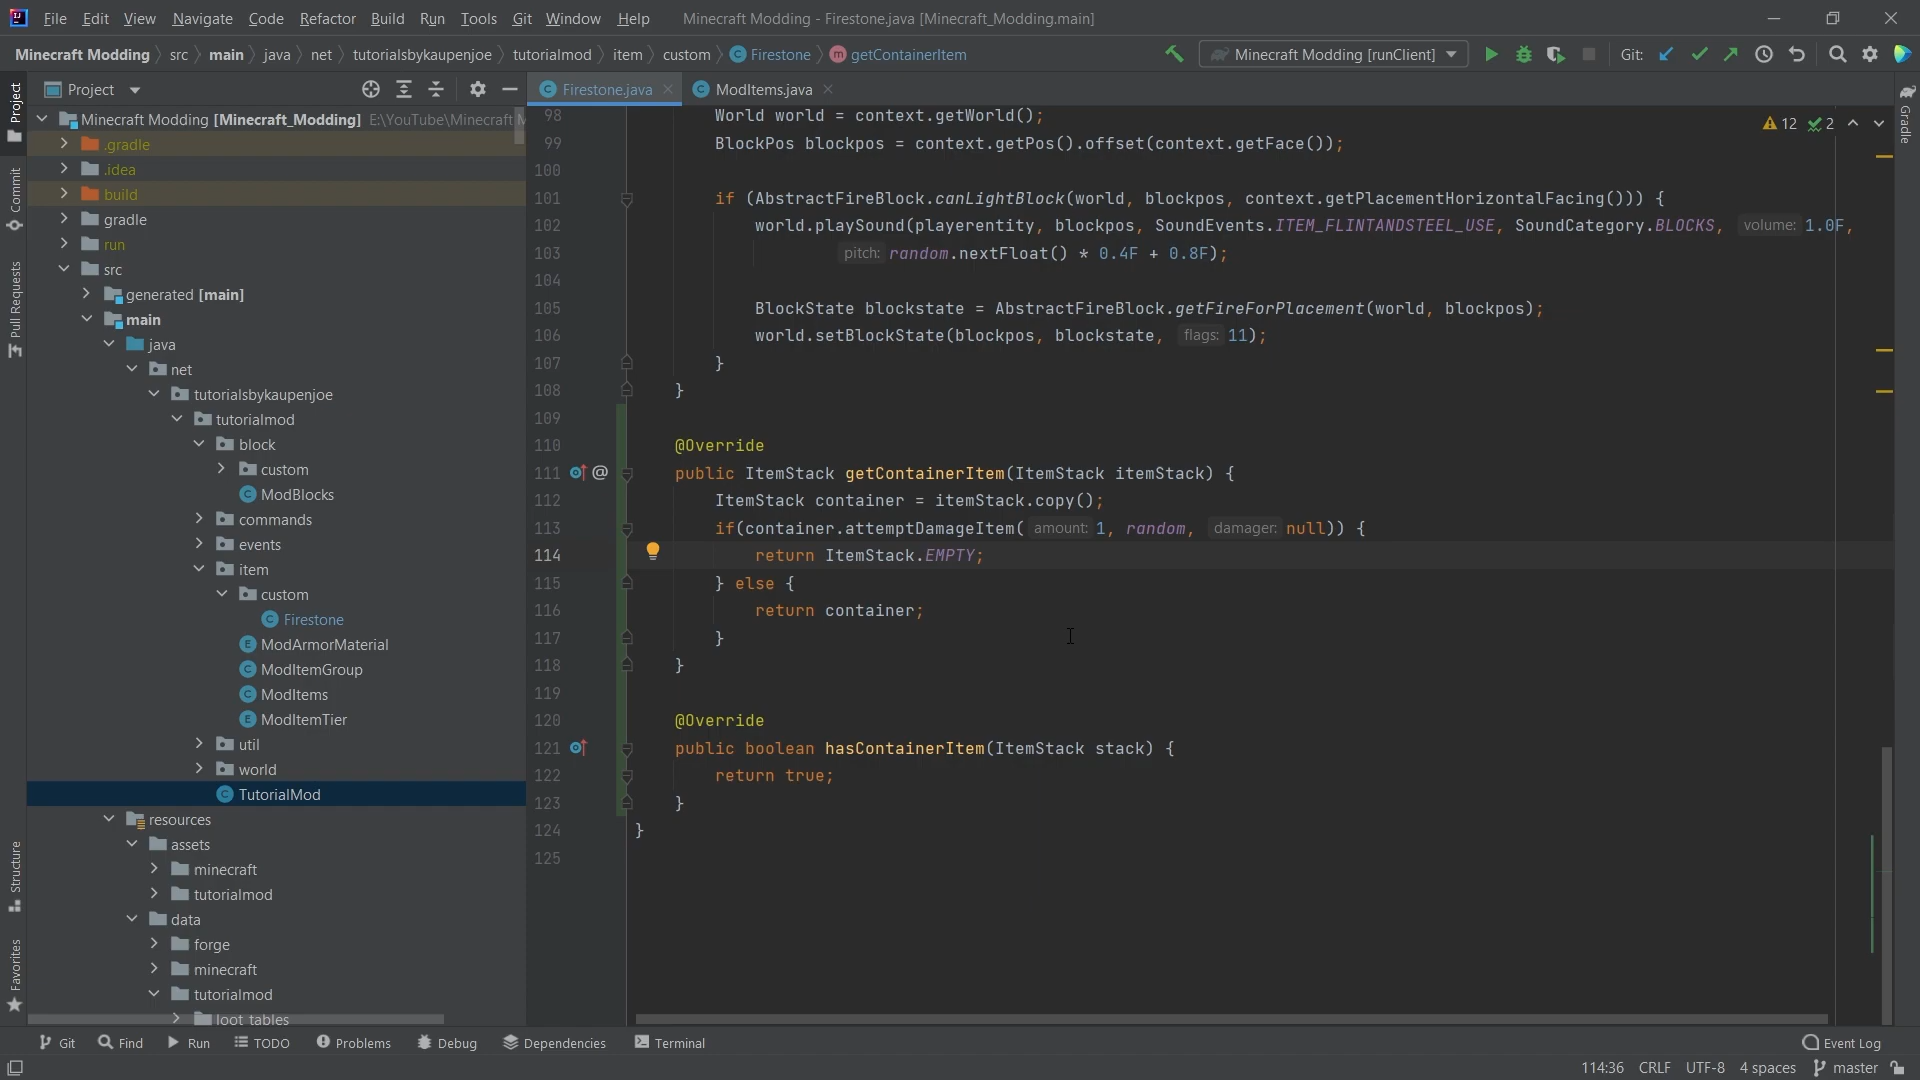 File Edit View Navigate Code Refactor Build Run Tools Git Window Help Minecraft Modding - Firestone.java [Minecraft_Modding.main]
Minecraft Modding src main java net tutorialsbykaupenjoe tutorialmod item custom Firestone getContainerItem Minecraft Modding [runClient] Git:
Project Firestone.java ModItems.java
Project
Commit
Pull Requests
Structure
Favorites
Gradle
Minecraft Modding [Minecraft_Modding] E:\YouTube\Minecraft M
.gradle
.idea
build
gradle
run
src
generated [main]
main
java
net
tutorialsbykaupenjoe
tutorialmod
block
custom
ModBlocks
commands
events
item
custom
Firestone
ModArmorMaterial
ModItemGroup
ModItems
ModItemTier
util
world
TutorialMod
resources
assets
minecraft
tutorialmod
data
forge
minecraft
tutorialmod
loot_tables
12 2
98 World world = context.getWorld();
99 BlockPos blockpos = context.getPos().offset(context.getFace());
100
101 if (AbstractFireBlock.canLightBlock(world, blockpos, context.getPlacementHorizontalFacing())) {
102 world.playSound(playerentity, blockpos, SoundEvents.ITEM_FLINTANDSTEEL_USE, SoundCategory.BLOCKS, volume: 1.0F,
103 pitch: random.nextFloat() * 0.4F + 0.8F);
104
105 BlockState blockstate = AbstractFireBlock.getFireForPlacement(world, blockpos);
106 world.setBlockState(blockpos, blockstate, flags: 11);
107 }
108 }
109
110 @Override
111 @ public ItemStack getContainerItem(ItemStack itemStack) {
112 ItemStack container = itemStack.copy();
113 if(container.attemptDamageItem( amount: 1, random, damager: null)) {
114 return ItemStack.EMPTY;
115 } else {
116 return container;
117 }
118 }
119
120 @Override
121 public boolean hasContainerItem(ItemStack stack) {
122 return true;
123 }
124 }
125
Git Find Run TODO Problems Debug Dependencies Terminal Event Log
114:36 CRLF UTF-8 4 spaces master